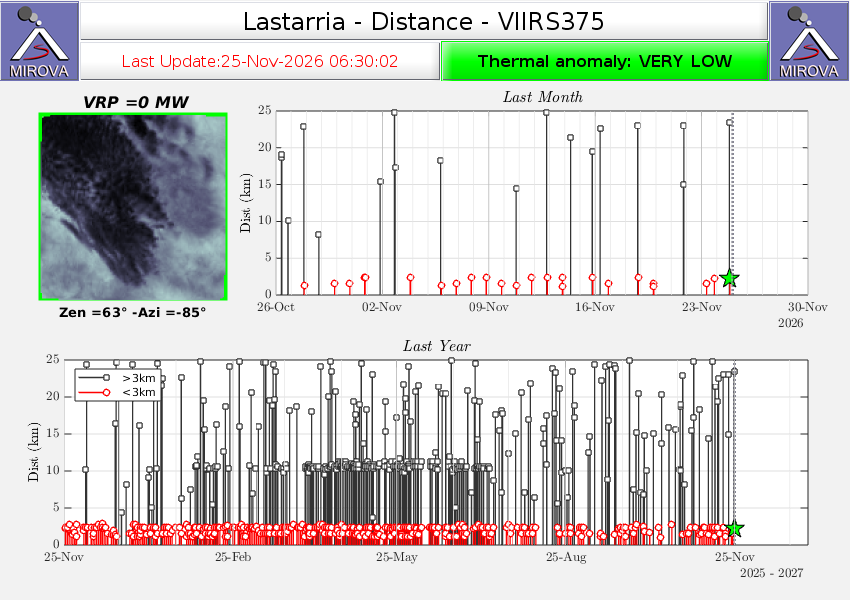 MIROVA
Lastarria - Distance - VIIRS375
Last Update:25-Nov-2026 06:30:02
Thermal anomaly: VERY LOW
MIROVA
VRP =0 MW
Zen =63° -Azi =-85°
Last Month
Dist (km)
25
20
15
10
5
0
26-Oct
02-Nov
09-Nov
16-Nov
23-Nov
30-Nov
2026
Last Year
Dist (km)
25
20
15
10
5
0
>3km
<3km
25-Nov
25-Feb
25-May
25-Aug
25-Nov
2025 - 2027